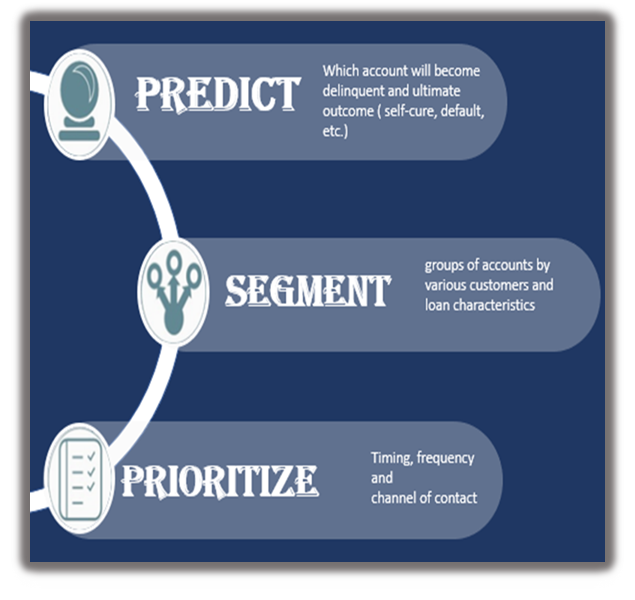 PREDICT
Which account will become
delinquent and ultimate
outcome ( self-cure, default,
etc.)
SEGMENT
groups of accounts by
various customers and
loan characteristics
PRIORITIZE
Timing, frequency
and
channel of contact